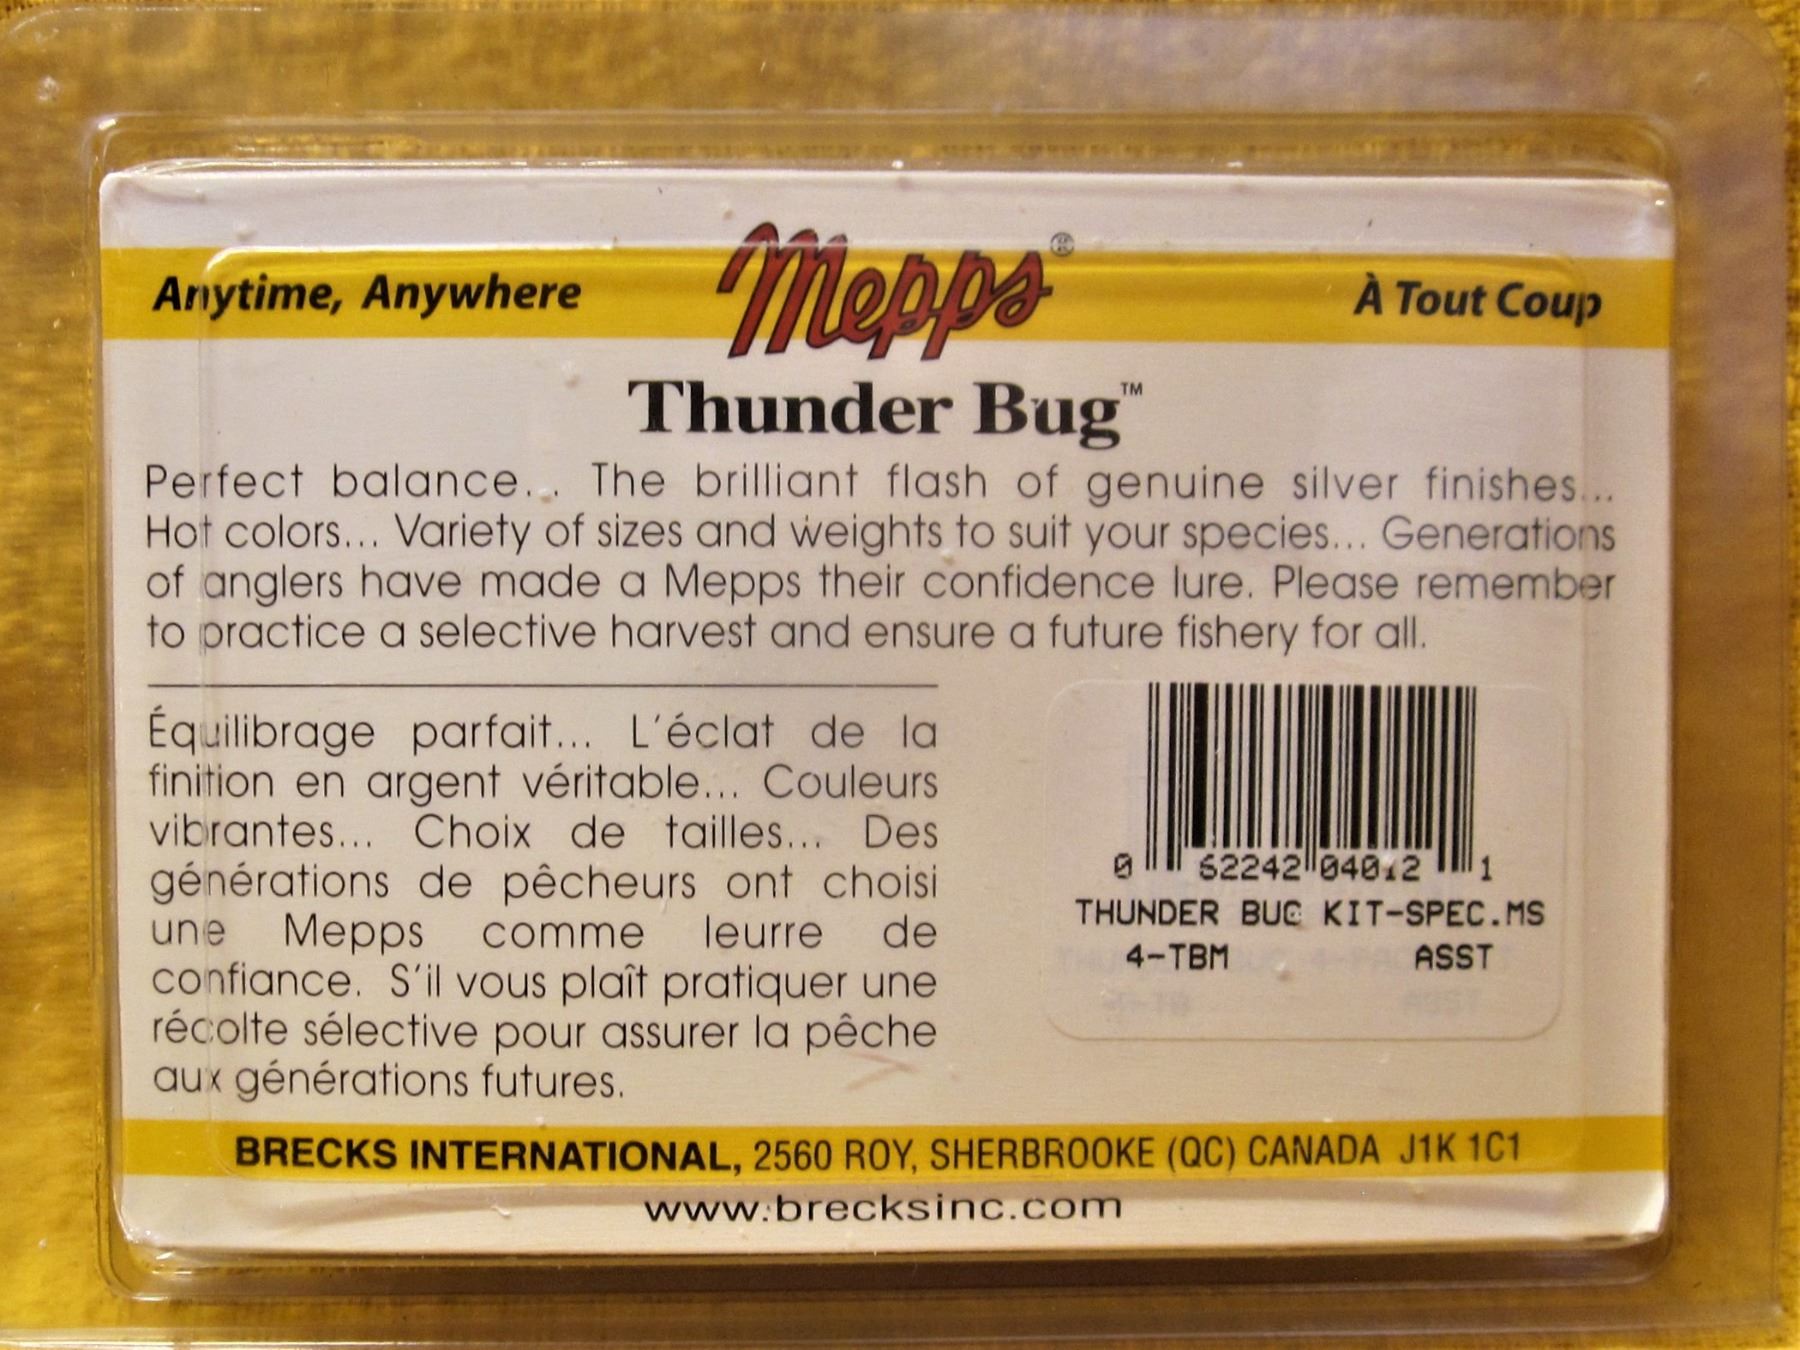 Anytime, Anywhere Mepps® À Tout Coup
Thunder Bug™
Perfect balance... The brilliant flash of genuine silver finishes...
Hot colors... Variety of sizes and weights to suit your species... Generations
of anglers have made a Mepps their confidence lure. Please remember
to practice a selective harvest and ensure a future fishery for all.
Équilibrage parfait... L'éclat de la
finition en argent véritable... Couleurs
vibrantes... Choix de tailles... Des
générations de pêcheurs ont choisi
une Mepps comme leurre de
confiance. S'il vous plaît pratiquer une
récolte sélective pour assurer la pêche
aux générations futures.
0 62242 04012 1
THUNDER BUG KIT-SPEC.MS
4-TBM ASST
BRECKS INTERNATIONAL, 2560 ROY, SHERBROOKE (QC) CANADA J1K 1C1
www.brecksinc.com